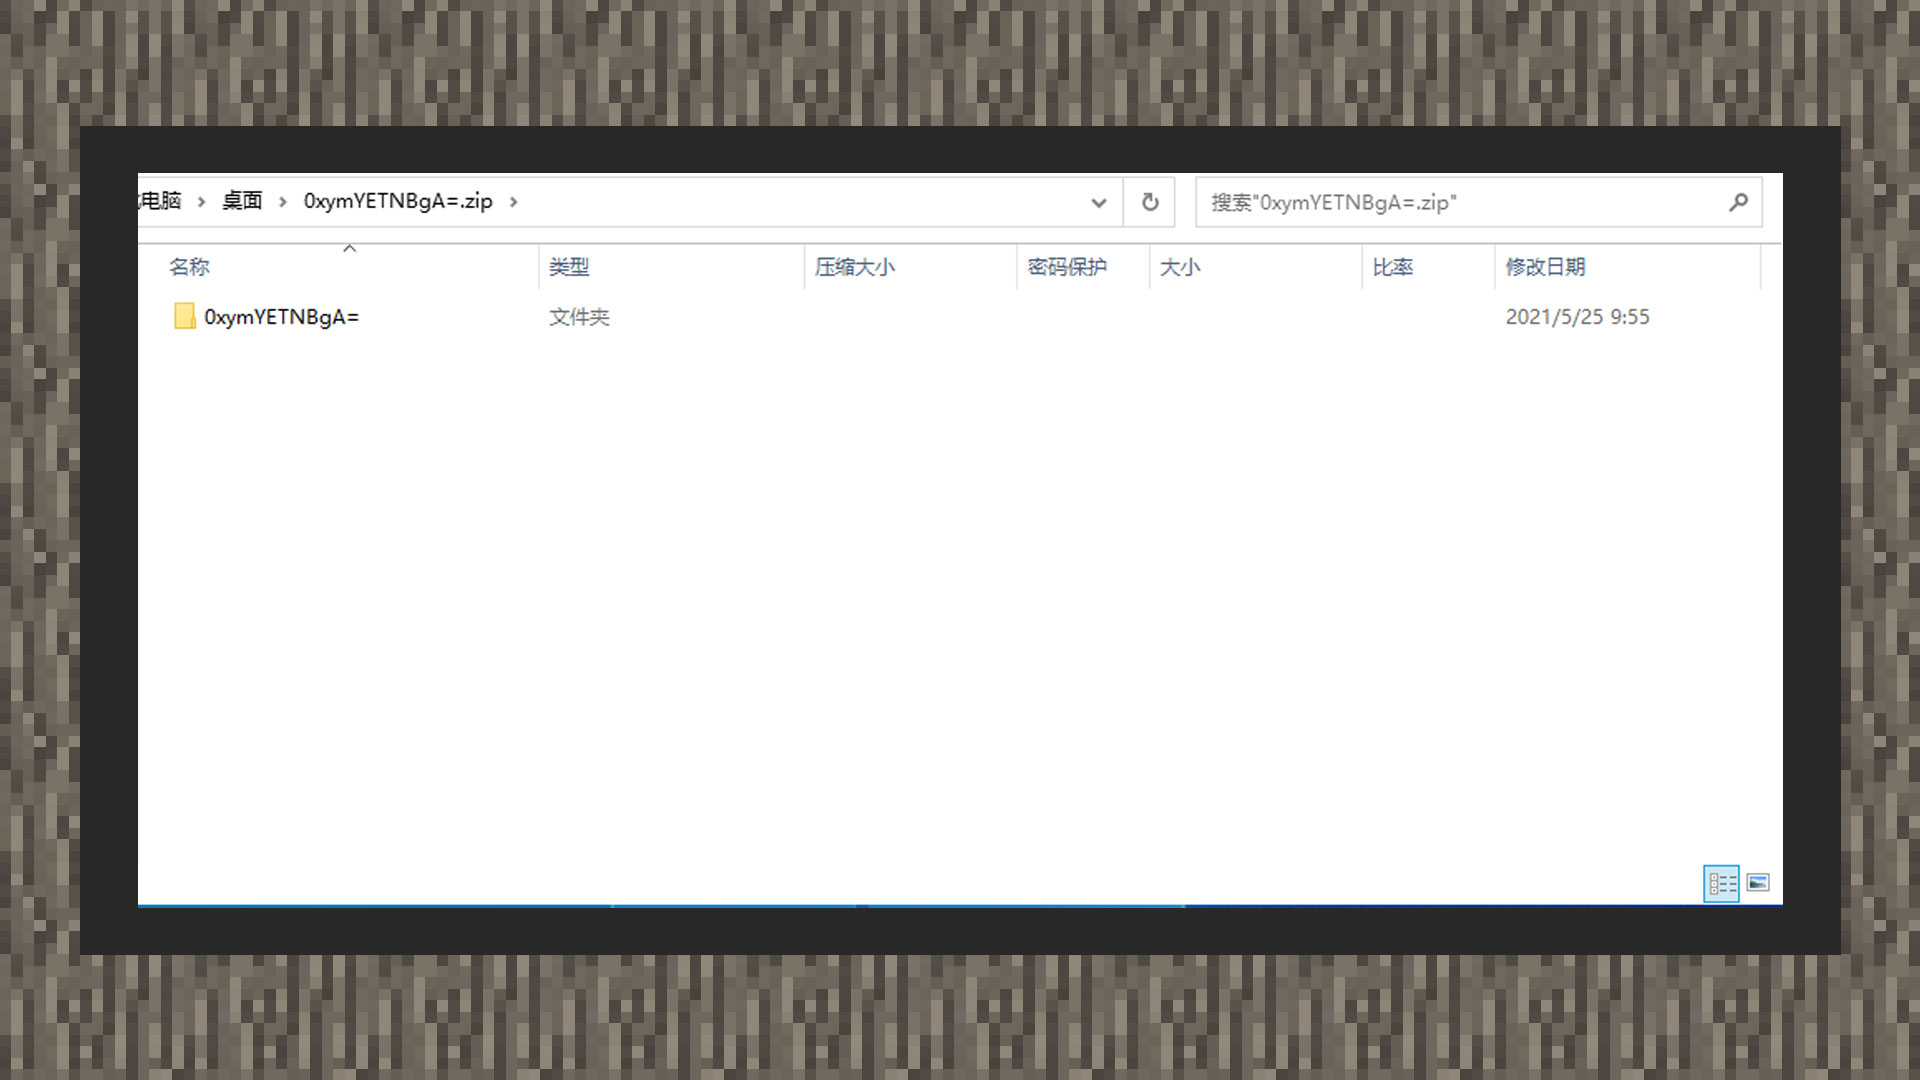 电脑 › 桌面 › 0xymYETNBgA=.zip ›
搜索"0xymYETNBgA=.zip"
名称 类型 压缩大小 密码保护 大小 比率 修改日期
0xymYETNBgA= 文件夹 2021/5/25 9:55